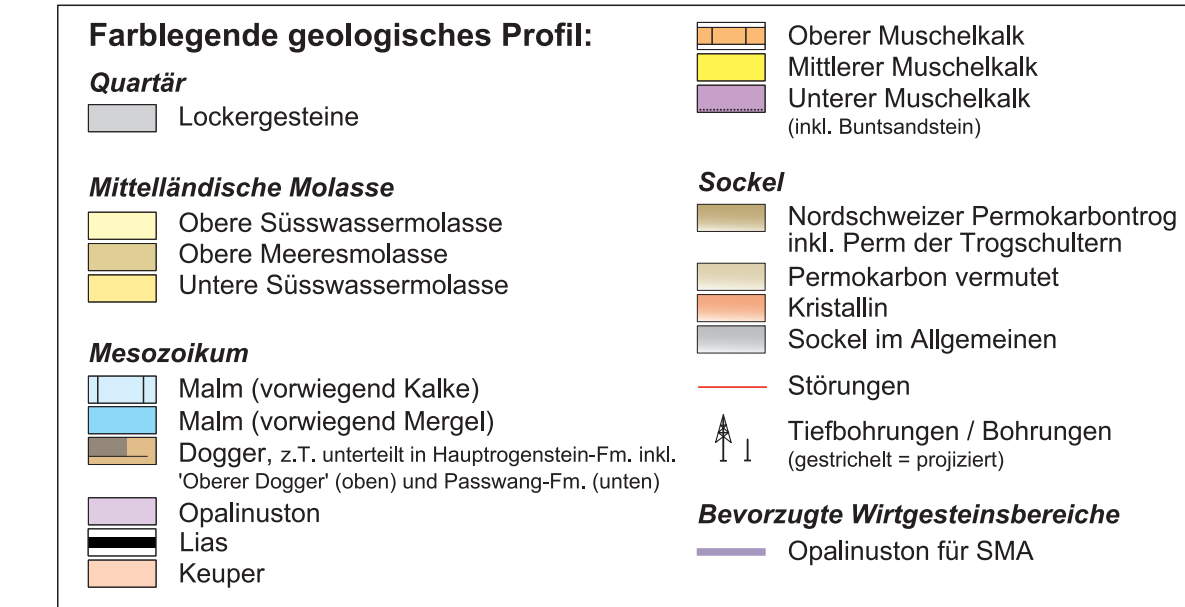 Farblegende geologisches Profil:
Quartär
Lockergesteine
Mittelländische Molasse
Obere Süsswassermolasse
Obere Meeresmolasse
Untere Süsswassermolasse
Mesozoikum
Malm (vorwiegend Kalke)
Malm (vorwiegend Mergel)
Dogger, z.T. unterteilt in Hauptrogenstein-Fm. inkl.
'Oberer Dogger' (oben) und Passwang-Fm. (unten)
Opalinuston
Lias
Keuper
Oberer Muschelkalk
Mittlerer Muschelkalk
Unterer Muschelkalk
(inkl. Buntsandstein)
Sockel
Nordschweizer Permokarbontrog
inkl. Perm der Trogschultern
Permokarbon vermutet
Kristallin
Sockel im Allgemeinen
Störungen
Tiefbohrungen / Bohrungen
(gestrichelt = projiziert)
Bevorzugte Wirtgesteinsbereiche
Opalinuston für SMA